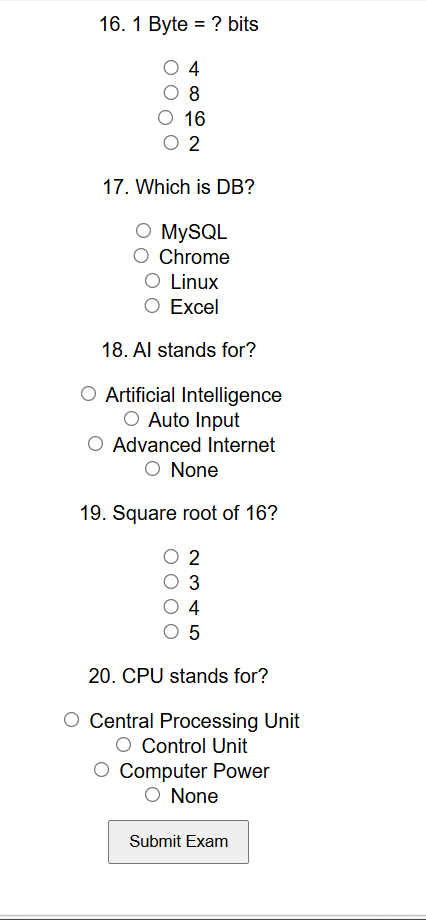 16. 1 Byte = ? bits
4
8
16
2
17. Which is DB?
MySQL
Chrome
Linux
Excel
18. AI stands for?
Artificial Intelligence
Auto Input
Advanced Internet
None
19. Square root of 16?
2
3
4
5
20. CPU stands for?
Central Processing Unit
Control Unit
Computer Power
None
Submit Exam